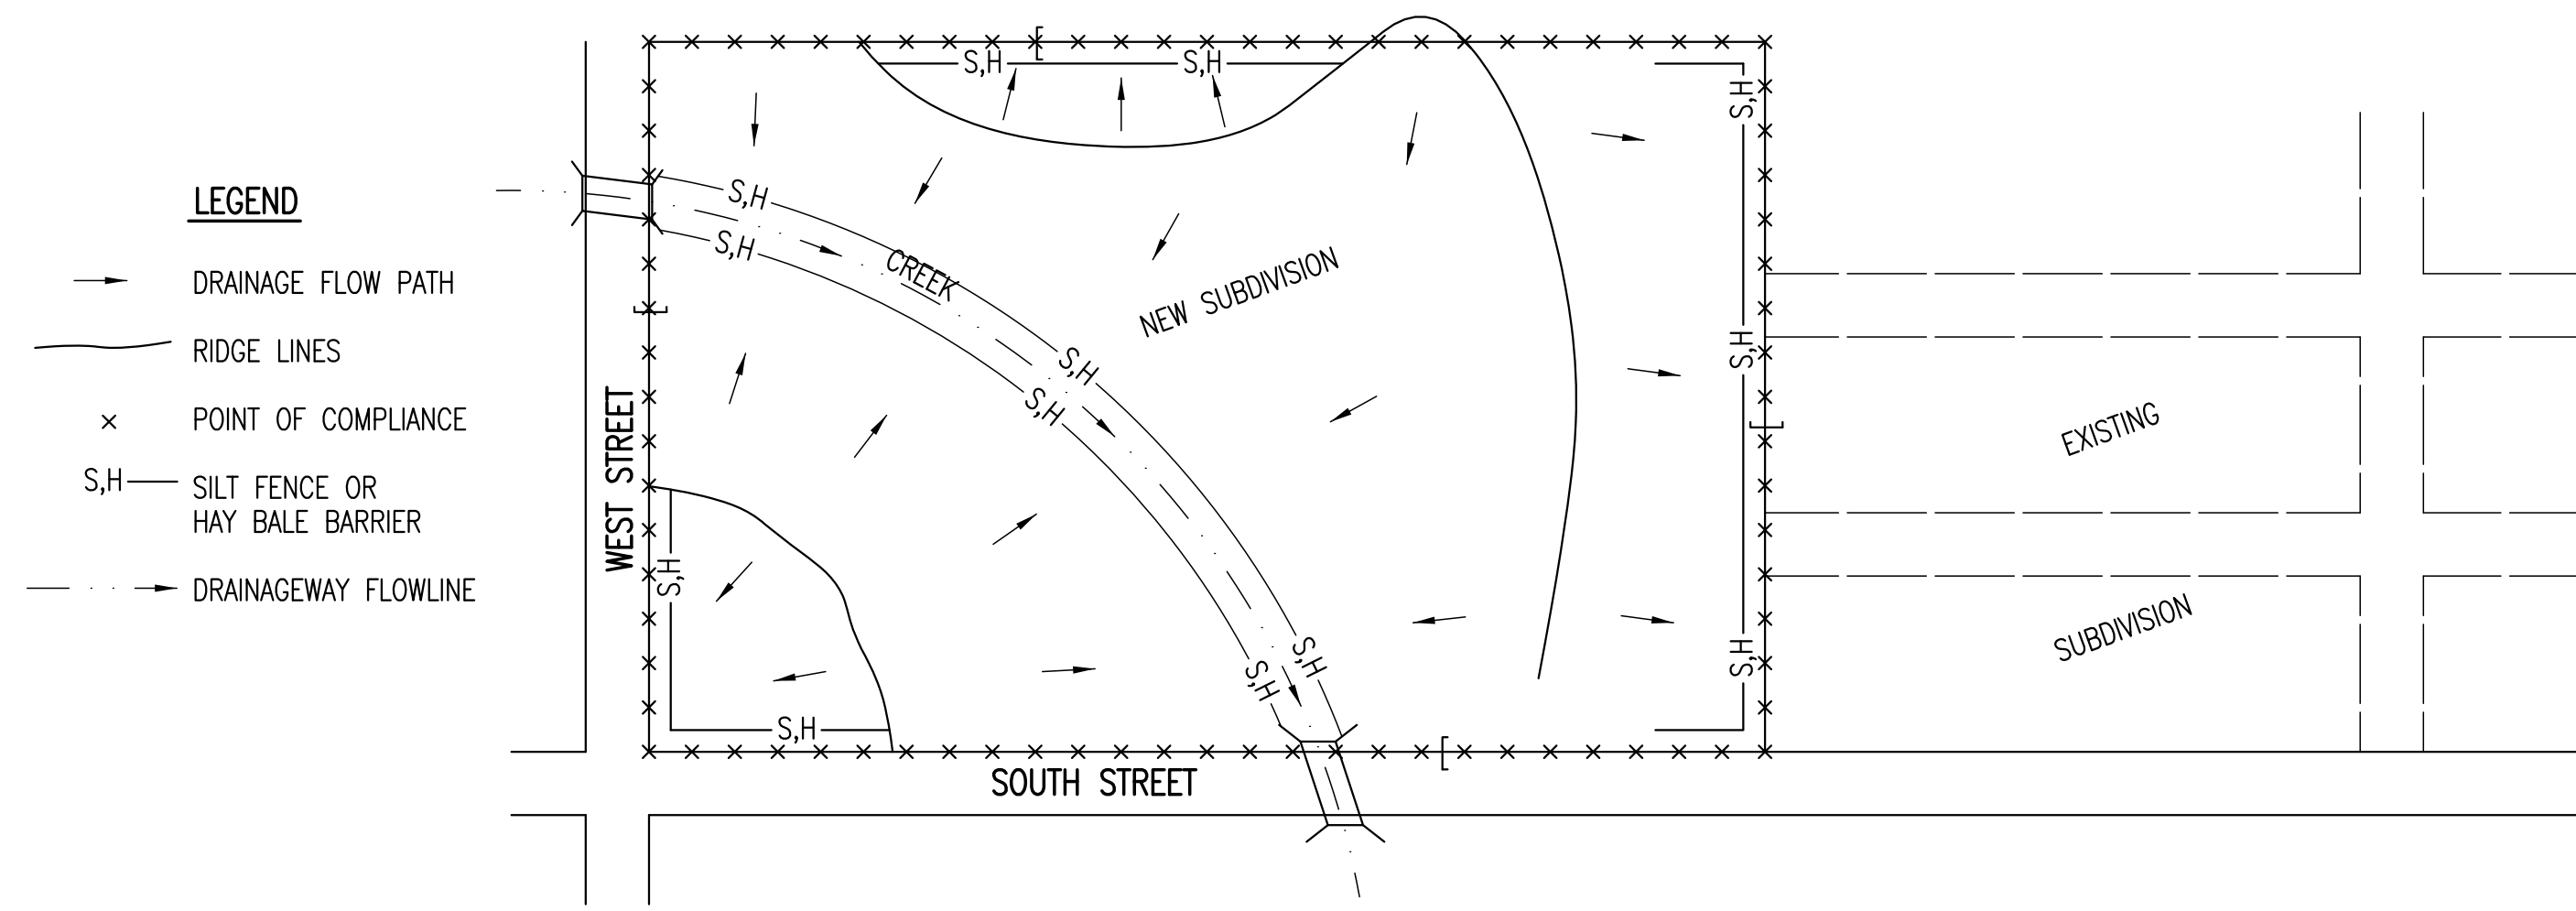 LEGEND
DRAINAGE FLOW PATH
RIDGE LINES
POINT OF COMPLIANCE
S,H
SILT FENCE OR
HAY BALE BARRIER
DRAINAGEWAY FLOWLINE
S,H
S,H
S,H
S,H
S,H
CREEK
NEW SUBDIVISION
S,H
S,H
S,H
WEST STREET
S,H
S,H
S,H
S,H
S,H
S,H
SOUTH STREET
EXISTING
SUBDIVISION